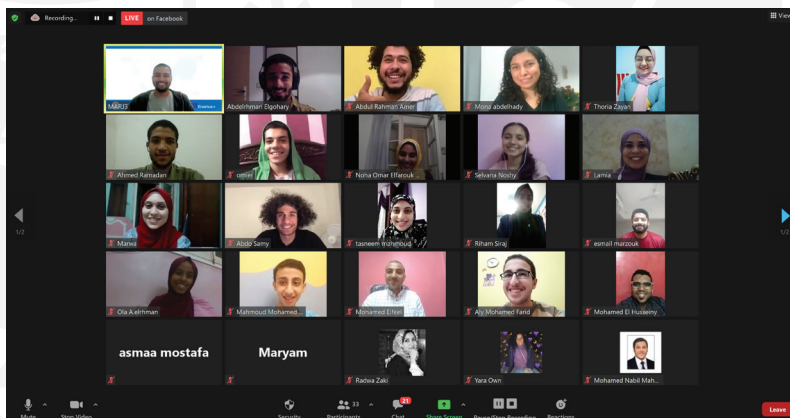 Recording...
LIVE on Facebook
View
MARJ3
Erasmus+
Abdelrhman Elgohary
Abdul Rahman Amer
Mona abdelhady
Thoria Zayan
Ahmed Ramadan
omier
Noha Omar Elfarouk
Selvana Noshy
Lamia
Marwa
Abdo Samy
tasneem mahmoud
Riham Siraj
esmail marzouk
Ola A.elrhman
Mahmoud Mohamed...
Mohamed Elfeel
Aly Mohamed Farid
Mohamed El Husseiny
asmaa mostafa
Maryam
Radwa Zaki
Yara Own
Mohamed Nabil Mah...
1/2
1/2
Mute
Stop Video
Security
Participants
33
Chat
21
Share Screen
Pause/Stop Recording
Reactions
Leave